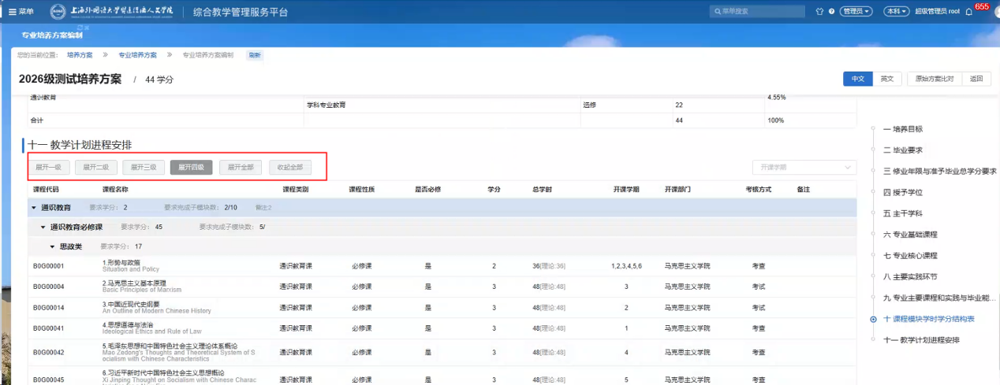 菜单 上海外国语大学贤达经济人文学院 综合教学管理服务平台 菜单搜索 管理员 本科 超级管理员 root 655
专业培养方案编制
您的当前位置: 培养方案 专业培养方案 专业培养方案编制 刷新
2026级测试培养方案 / 44 学分 中文 英文 原始方案比对 返回
通识教育 4.55%
学科专业教育 选修 22
合计 44 100%
十一 教学计划进程安排
展开一级 展开二级 展开三级 展开四级 展开全部 收起全部 开课学期
课程代码 课程名称 课程类别 课程性质 是否必修 学分 总学时 开课学期 开课部门 考核方式 备注
通识教育 要求学分: 2 要求完成子模块数: 2/10 备注2
通识教育必修课 要求学分: 45 要求完成子模块数: 5/
思政类 要求学分: 17
B0G00001 1.形势与政策 通识教育课 必修课 是 2 36[理论:36] 1,2,3,4,5,6 马克思主义学院 考查
Situation and Policy
B0G00004 2.马克思主义基本原理 通识教育课 必修课 是 3 48[理论:48] 3 马克思主义学院 考试
Basic Principles of Marxism
B0G00014 3.中国近现代史纲要 通识教育课 必修课 是 3 48[理论:48] 2 马克思主义学院 考试
An Outline of Modern Chinese History
B0G00041 4.思想道德与法治 通识教育课 必修课 是 3 48[理论:48] 1 马克思主义学院 考查
Ideological Ethics and Rule of Law
B0G00042 5.毛泽东思想和中国特色社会主义理论体系概论 通识教育课 必修课 是 3 48[理论:48] 4 马克思主义学院 考查
Mao Zedong's Thoughts and Theoretical System of S
ocialism with Chinese Characteristics
B0G00045 6.习近平新时代中国特色社会主义思想概论 通识教育课 必修课 是 3 48[理论:48] 5 马克思主义学院 考查
Xi Jinping Thought on Socialism with Chinese Charac
一 培养目标
二 毕业要求
三 修业年限与准予毕业总学分要求
四 授予学位
五 主干学科
六 专业基础课程
七 专业核心课程
八 主要实践环节
九 专业主要课程和实践与毕业能...
十 课程模块学时学分结构表
十一 教学计划进程安排